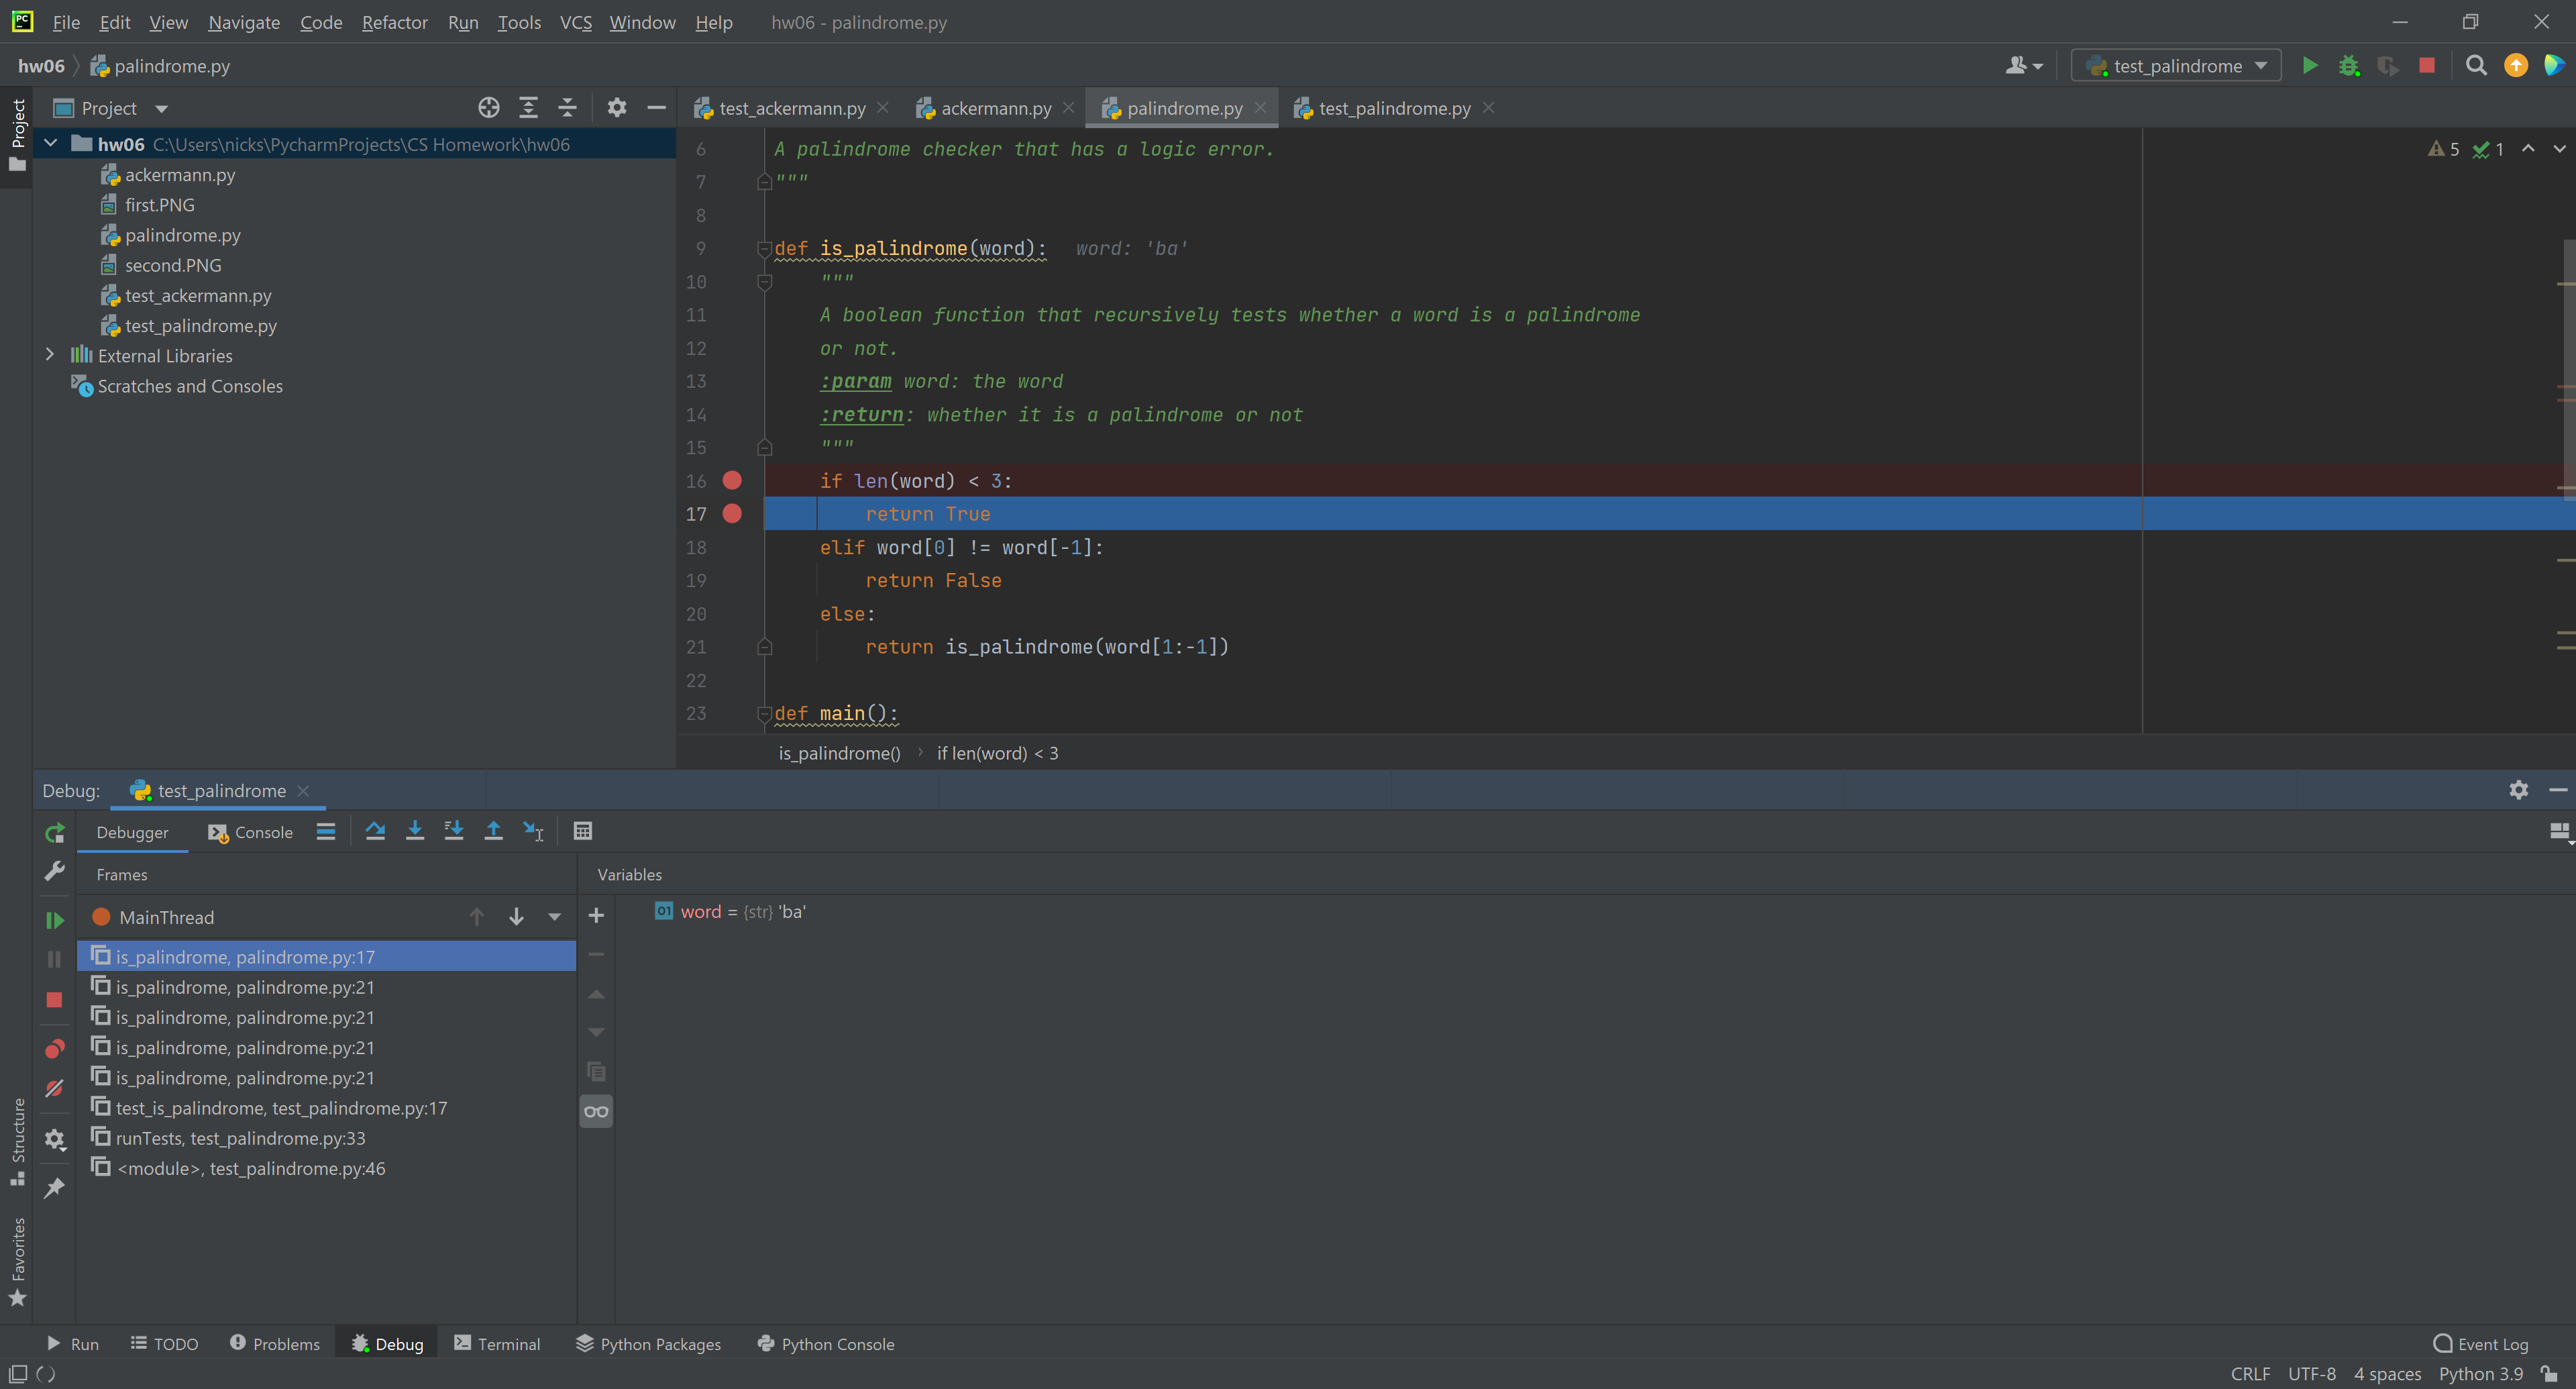 PC
File Edit View Navigate Code Refactor Run Tools VCS Window Help hw06 - palindrome.py
hw06 palindrome.py test_palindrome
Project
Project test_ackermann.py ackermann.py palindrome.py test_palindrome.py
hw06 C:\Users\nicks\PycharmProjects\CS Homework\hw06
ackermann.py
first.PNG
palindrome.py
second.PNG
test_ackermann.py
test_palindrome.py
External Libraries
Scratches and Consoles
6 A palindrome checker that has a logic error.
5 1
7 """
8
9 def is_palindrome(word): word: 'ba'
10 """
11 A boolean function that recursively tests whether a word is a palindrome
12 or not.
13 :param word: the word
14 :return: whether it is a palindrome or not
15 """
16 if len(word) < 3:
17 return True
18 elif word[0] != word[-1]:
19 return False
20 else:
21 return is_palindrome(word[1:-1])
22
23 def main():
is_palindrome() if len(word) < 3
Debug: test_palindrome
Debugger Console
Frames Variables
MainThread
01 word = {str} 'ba'
is_palindrome, palindrome.py:17
is_palindrome, palindrome.py:21
is_palindrome, palindrome.py:21
is_palindrome, palindrome.py:21
is_palindrome, palindrome.py:21
test_is_palindrome, test_palindrome.py:17
runTests, test_palindrome.py:33
<module>, test_palindrome.py:46
Structure
Favorites
Run TODO Problems Debug Terminal Python Packages Python Console Event Log
CRLF UTF-8 4 spaces Python 3.9